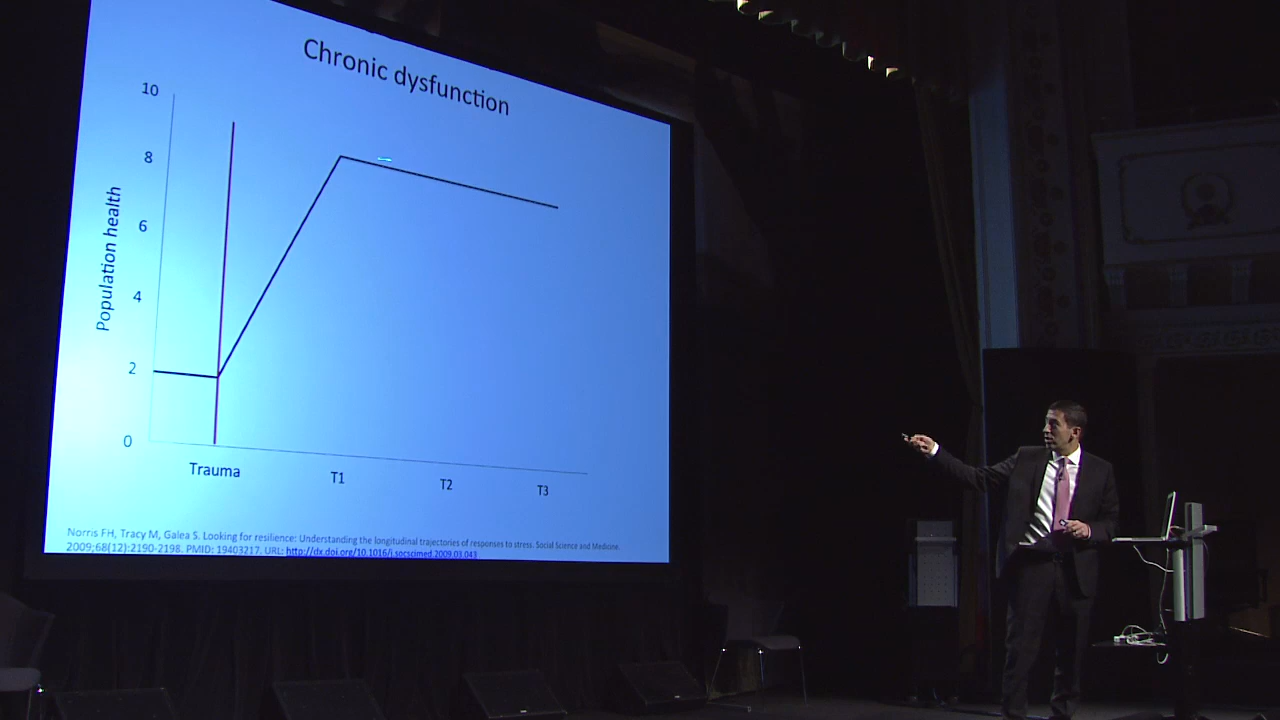 Chronic dysfunction
10
8
6
4
2
0
Population health
Trauma
T1
T2
T3
Norris FH, Tracy M, Galea S. Looking for resilience: Understanding the longitudinal trajectories of responses to stress. Social Science and Medicine.
2009;68(12):2190-2198. PMID: 19403217. URL: http://dx.doi.org/10.1016/j.socscimed.2009.03.043